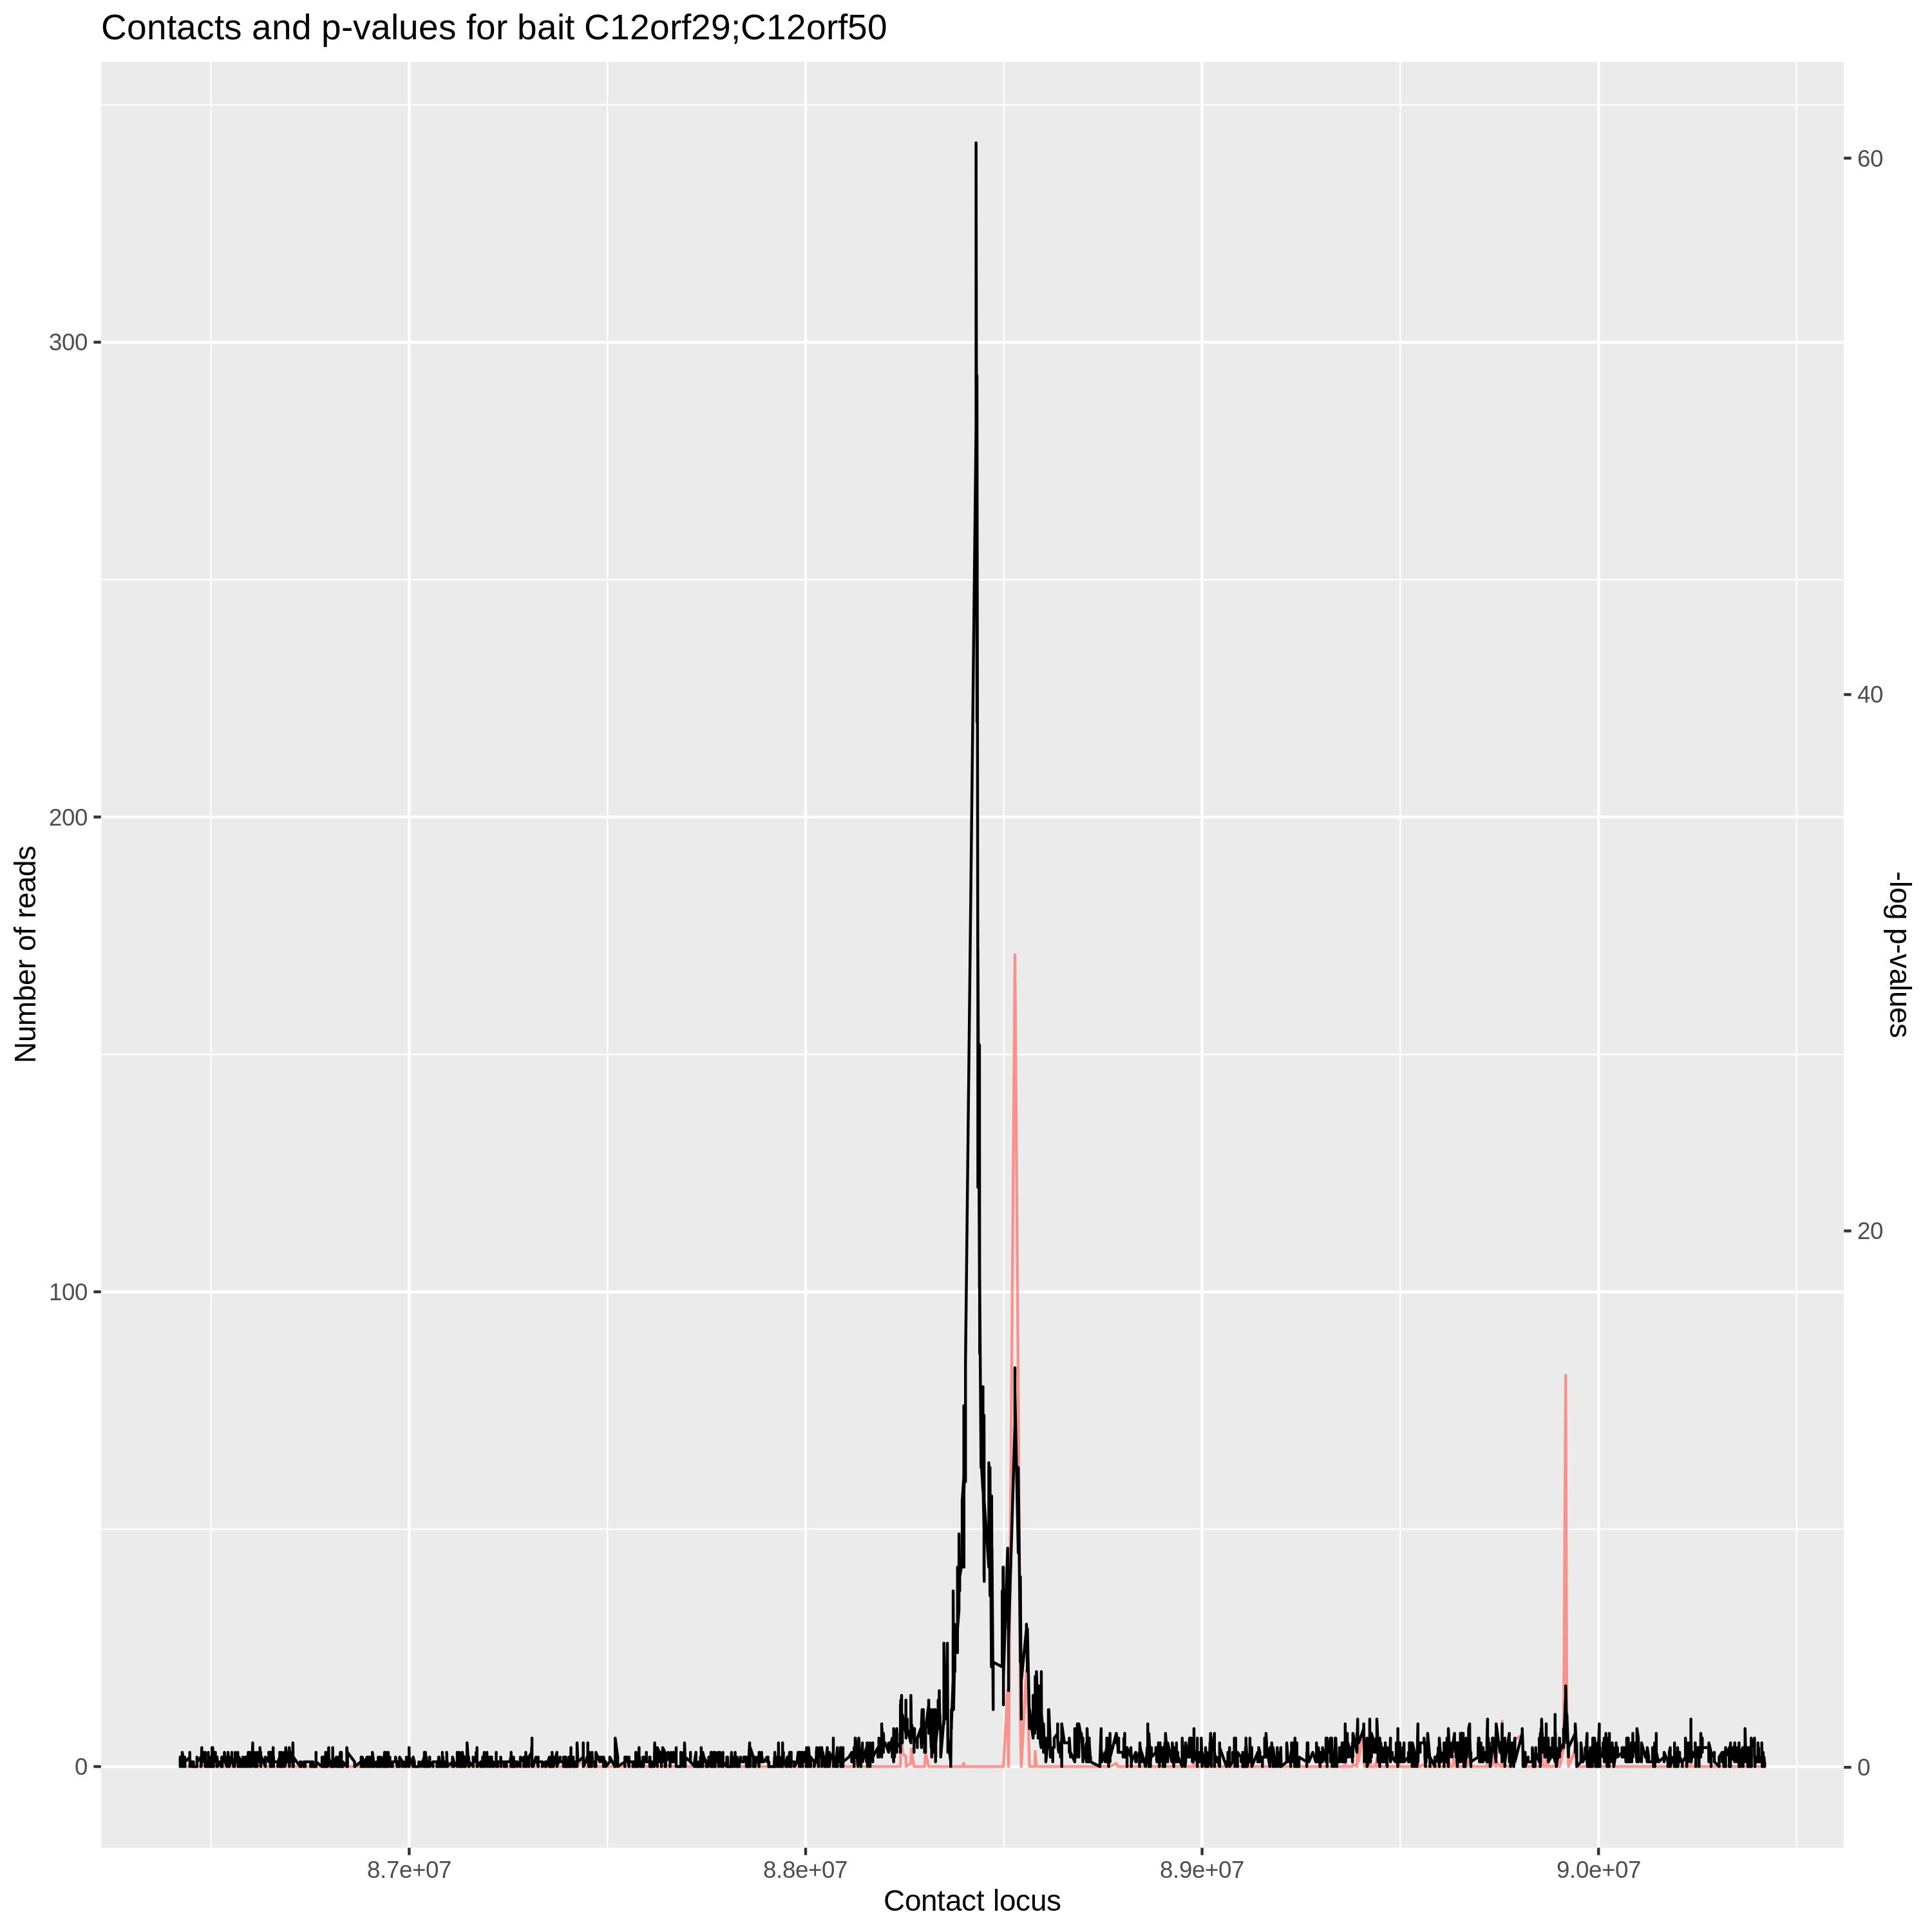 Contacts and p-values for bait C12orf29;C12orf50
Number of reads
300
200
100
0
60
40
20
0
-log p-values
8.7e+07 8.8e+07 8.9e+07 9.0e+07
Contact locus